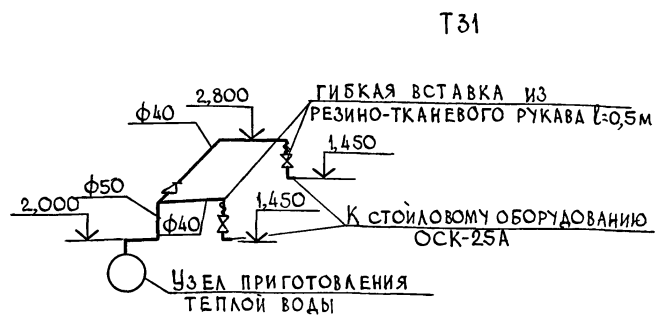 Т31
2,800
ГИБКАЯ ВСТАВКА ИЗ
РЕЗИНО-ТКАНЕВОГО РУКАВА ℓ=0,5м
ф40
1,450
ф50
2,000
ф40
1,450
К СТОЙЛОВОМУ ОБОРУДОВАНИЮ
ОСК-25А
УЗЕЛ ПРИГОТОВЛЕНИЯ
ТЕПЛОЙ ВОДЫ